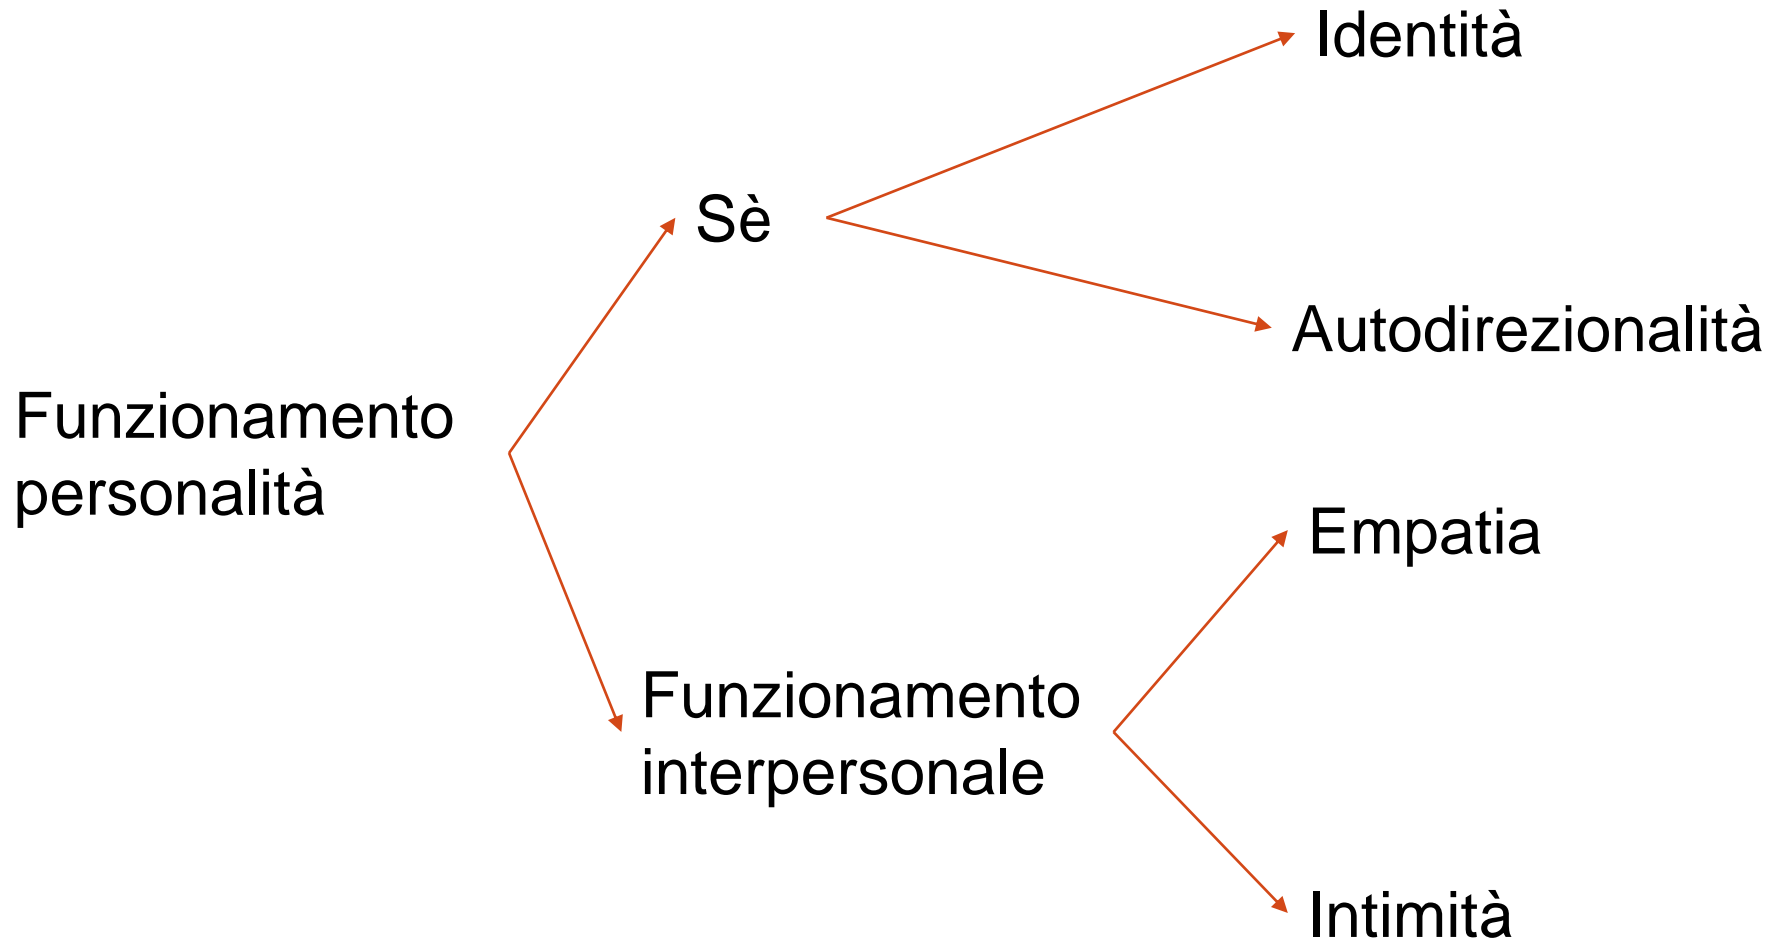 Identità
Sè
Autodirezionalità
Funzionamento
personalità
Empatia
Funzionamento
interpersonale
Intimità